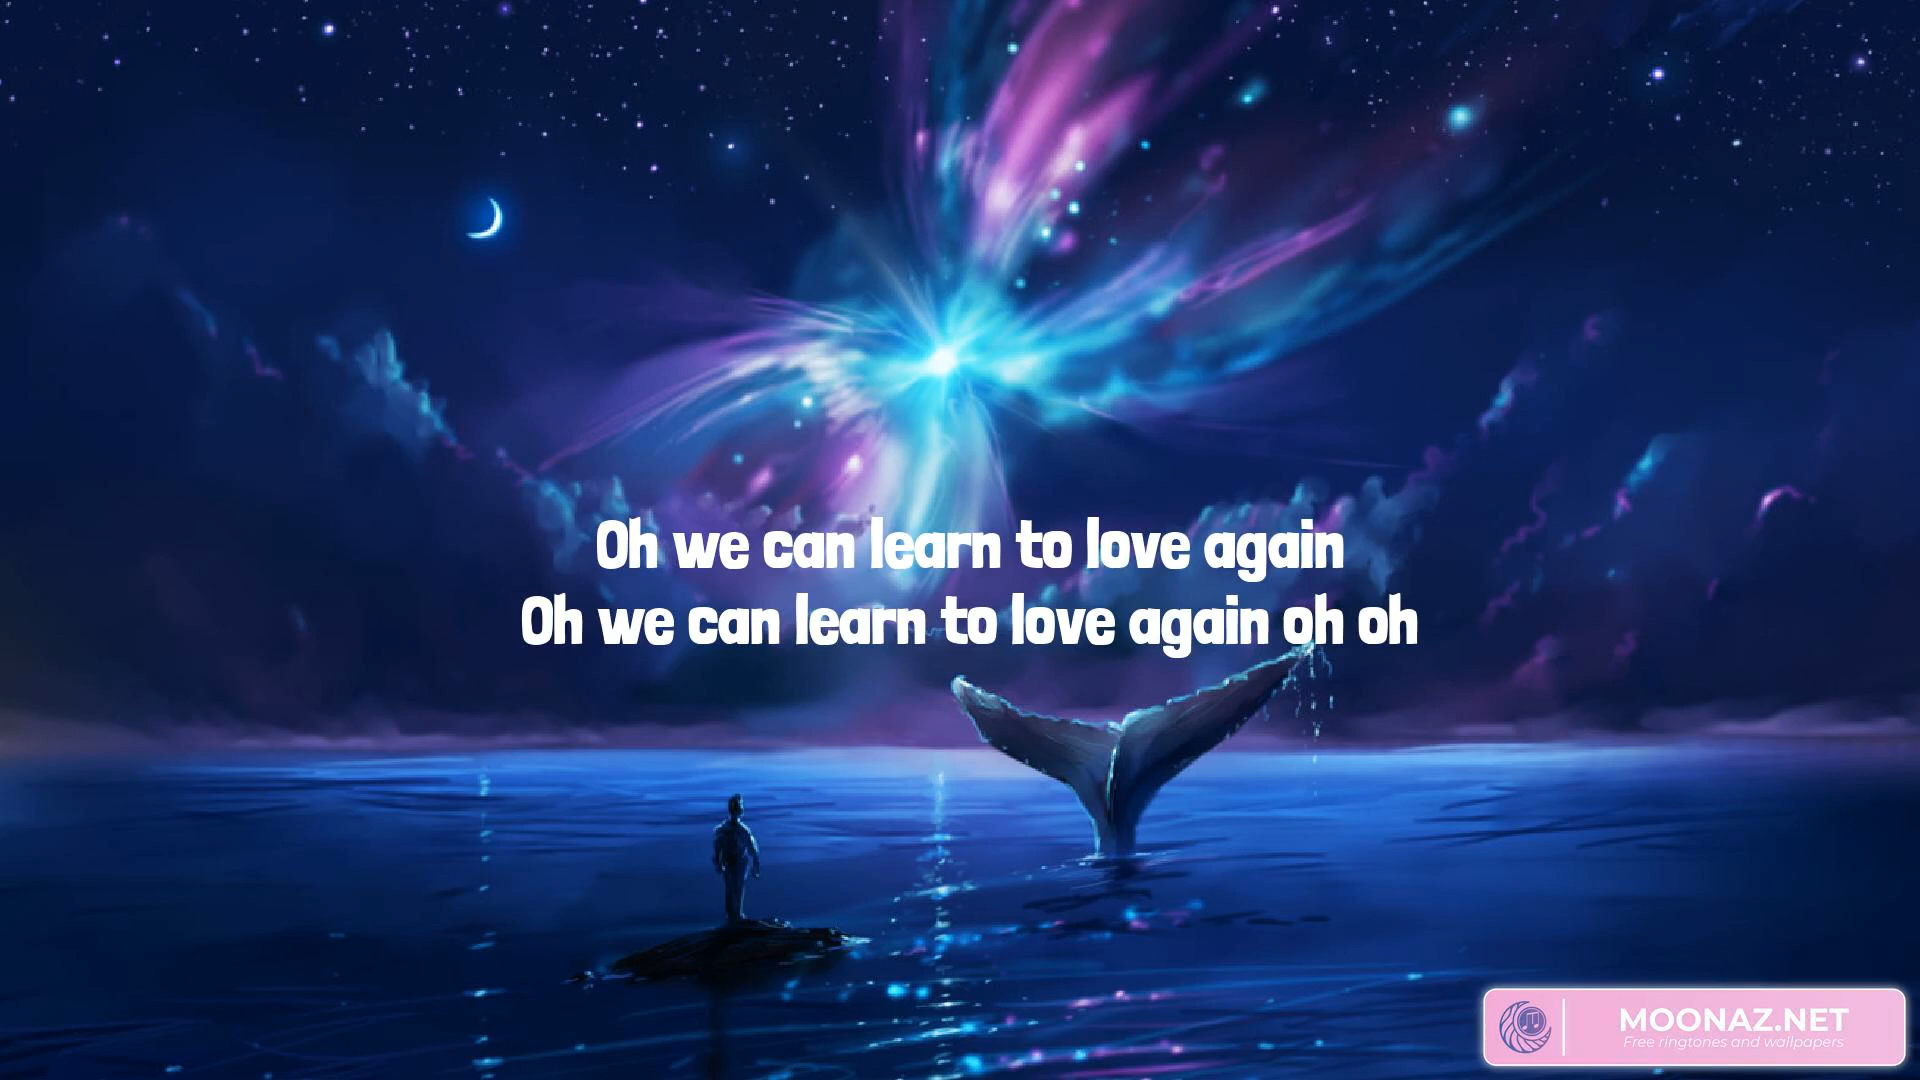 Oh we can learn to love again
Oh we can learn to love again oh oh
MOONAZ.NET
Free ringtones and wallpapers